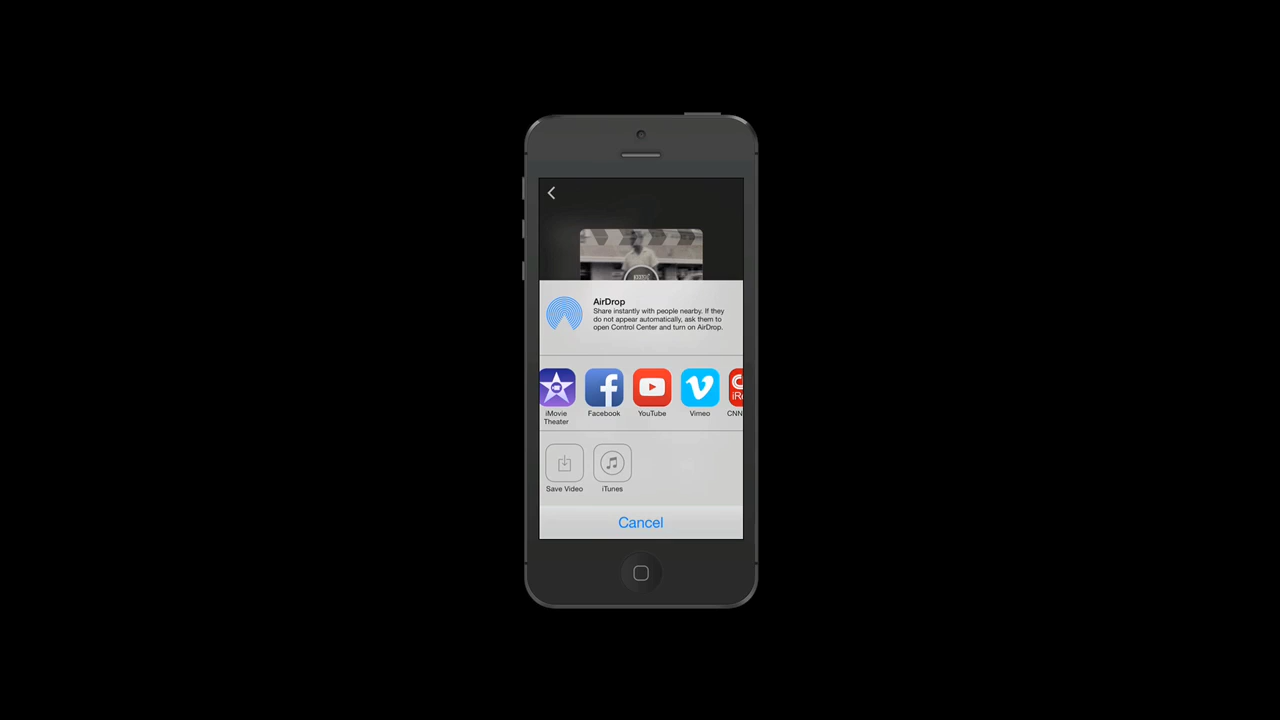 AirDrop
Share instantly with people nearby. If they
do not appear automatically, ask them to
open Control Center and turn on AirDrop.
iMovie
Theater
Facebook
YouTube
Vimeo
CNN
Save Video
iTunes
Cancel